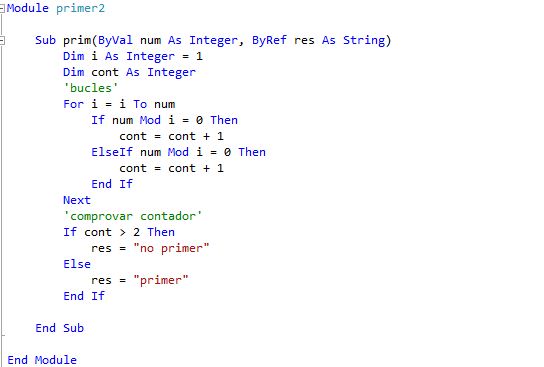 Module primer2
Sub prim(ByVal num As Integer, ByRef res As String)
Dim i As Integer = 1
Dim cont As Integer
'bucles'
For i = i To num
If num Mod i = 0 Then
cont = cont + 1
ElseIf num Mod i = 0 Then
cont = cont + 1
End If
Next
'comprovar contador'
If cont > 2 Then
res = "no primer"
Else
res = "primer"
End If
End Sub
End Module